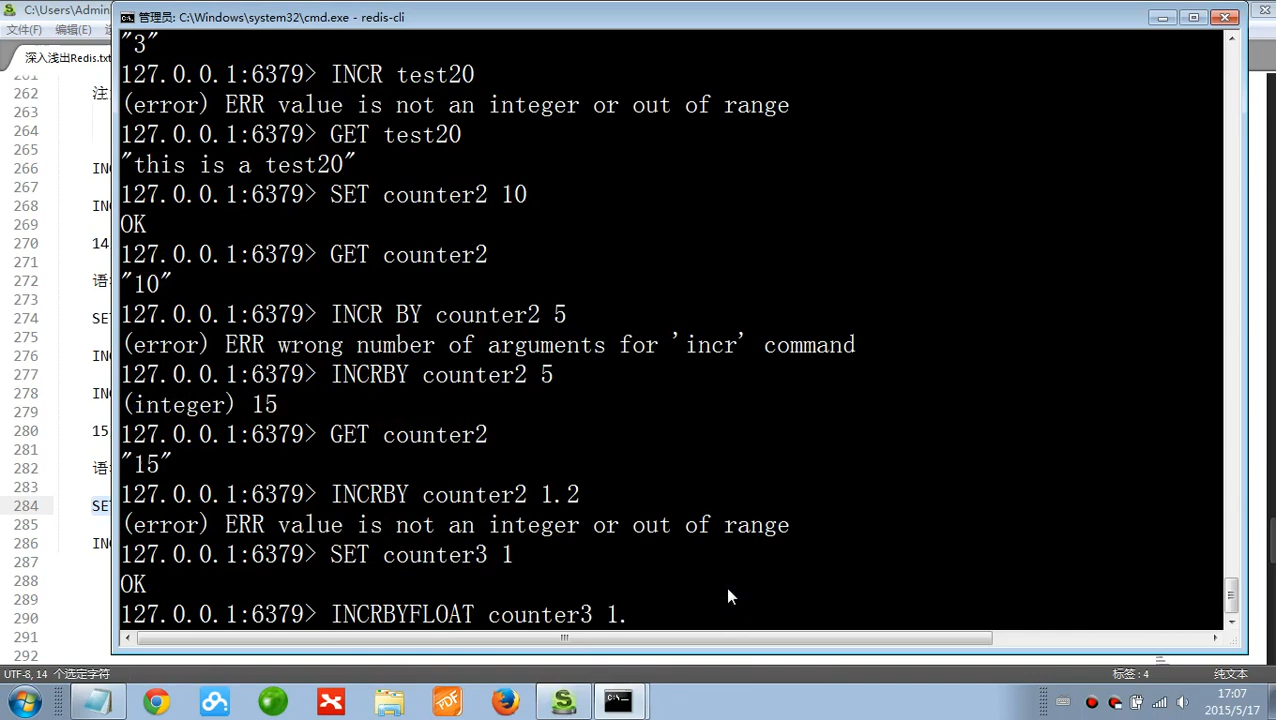 C:\Users\Admin
管理员: C:\Windows\system32\cmd.exe - redis-cli
文件(F) 编辑(E)
深入浅出Redis.txt
"3"
127.0.0.1:6379> INCR test20
(error) ERR value is not an integer or out of range
127.0.0.1:6379> GET test20
"this is a test20"
127.0.0.1:6379> SET counter2 10
OK
127.0.0.1:6379> GET counter2
"10"
127.0.0.1:6379> INCR BY counter2 5
(error) ERR wrong number of arguments for 'incr' command
127.0.0.1:6379> INCRBY counter2 5
(integer) 15
127.0.0.1:6379> GET counter2
"15"
127.0.0.1:6379> INCRBY counter2 1.2
(error) ERR value is not an integer or out of range
127.0.0.1:6379> SET counter3 1
OK
127.0.0.1:6379> INCRBYFLOAT counter3 1.
261
262 注
263
264
265
266 INC
267
268 INC
269
270 14
271
272 语
273
274 SE
275
276 INC
277
278 INC
279
280 15
281
282 语
283
284 SE
285
286 INC
287
288
289
290
291
292
UTF-8, 14 个选定字符
标签: 4
纯文本
PDF
17:07
2015/5/17